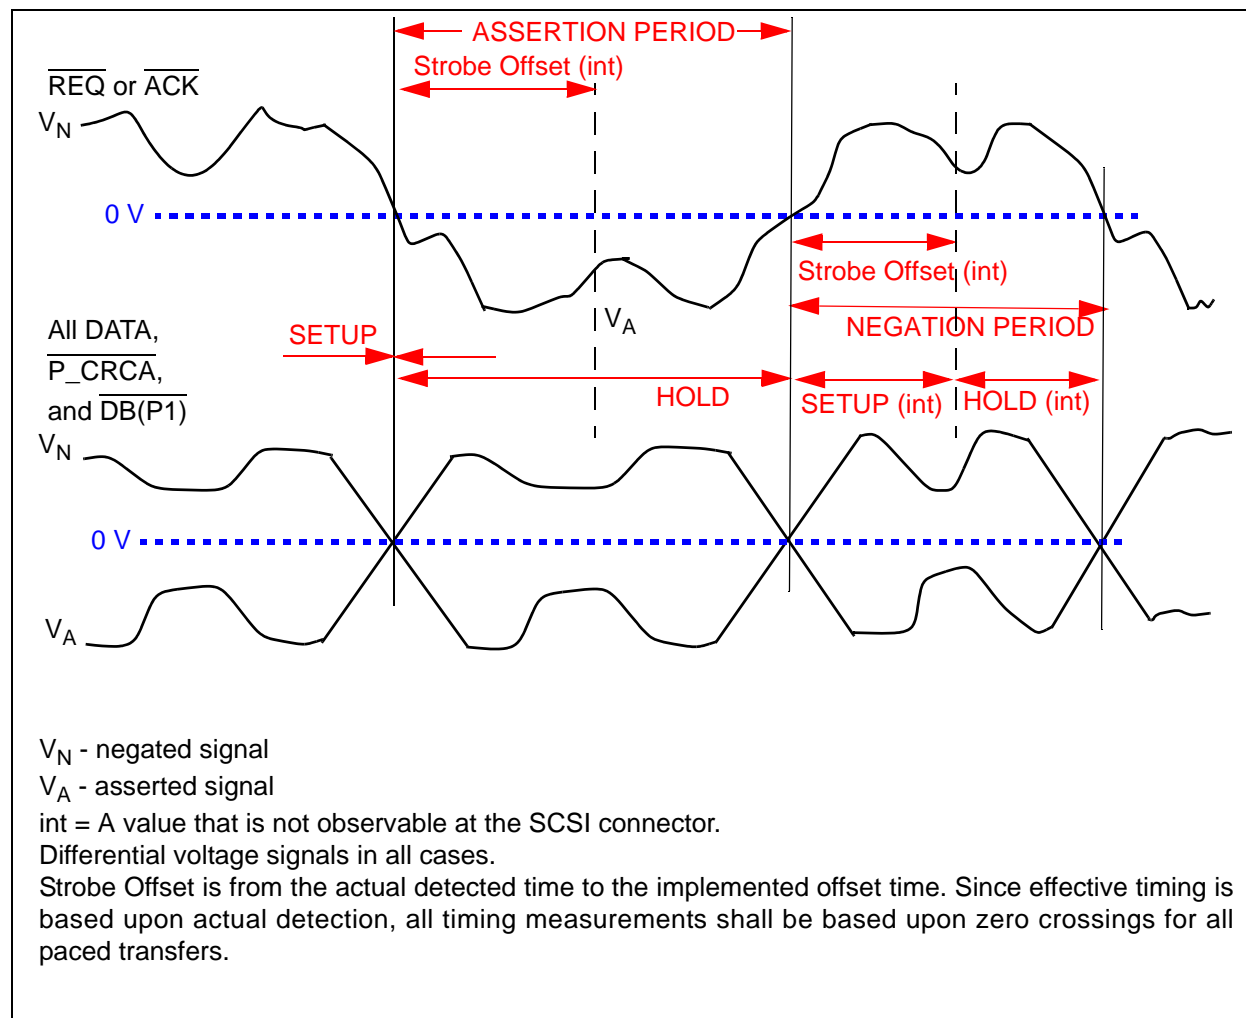 ASSERTION PERIOD
Strobe Offset (int)
REQ or ACK
VN
0 V
Strobe Offset (int)
VA
NEGATION PERIOD
All DATA,
P_CRCA,
and DB(P1)
SETUP
HOLD
SETUP (int)
HOLD (int)
VN
0 V
VA
VN - negated signal
VA - asserted signal
int = A value that is not observable at the SCSI connector.
Differential voltage signals in all cases.
Strobe Offset is from the actual detected time to the implemented offset time. Since effective timing is
based upon actual detection, all timing measurements shall be based upon zero crossings for all
paced transfers.